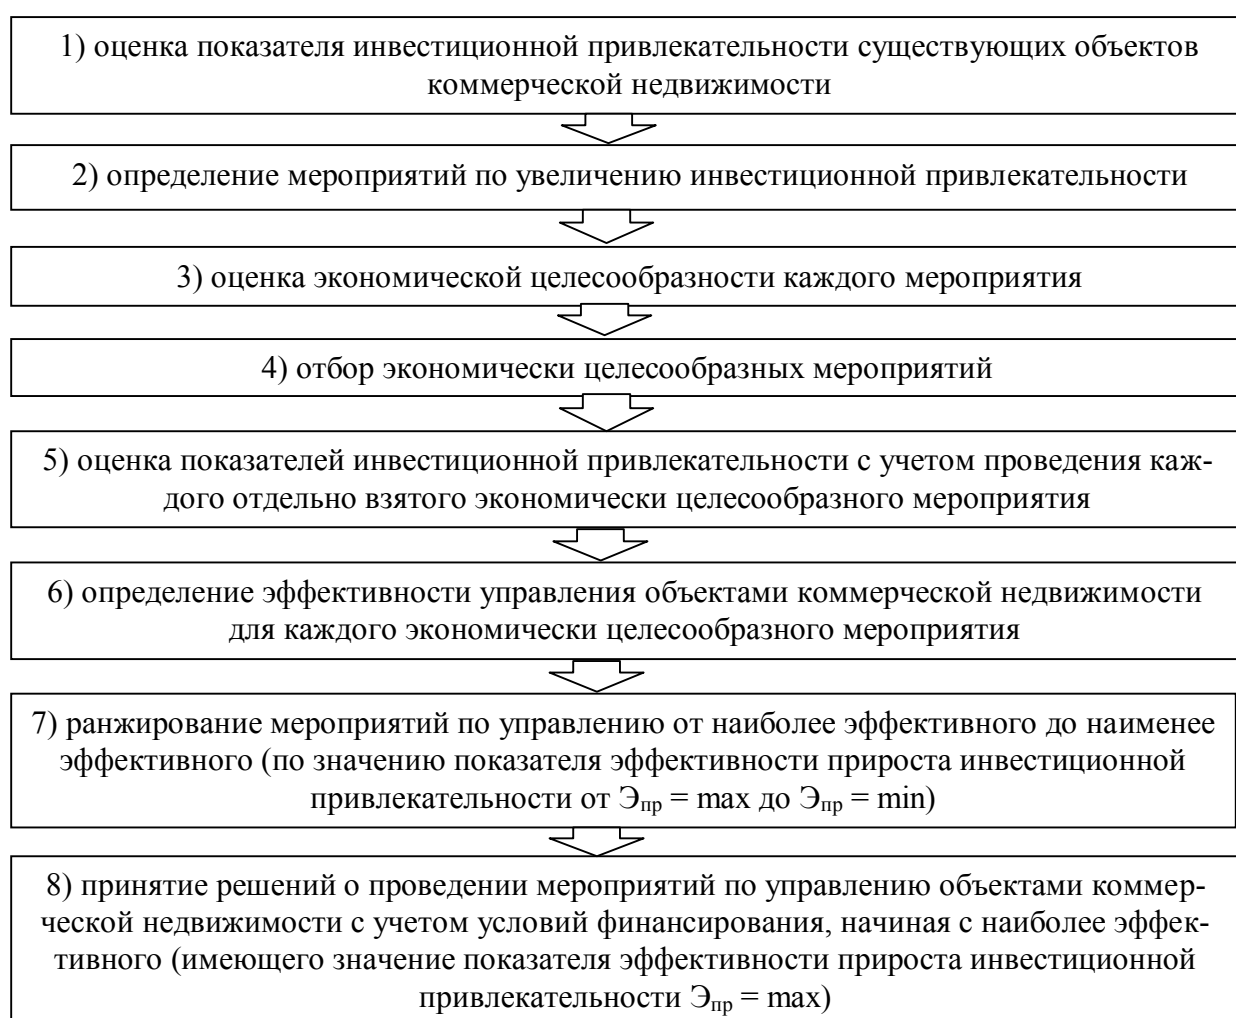 1) оценка показателя инвестиционной привлекательности существующих объектов
коммерческой недвижимости
2) определение мероприятий по увеличению инвестиционной привлекательности
3) оценка экономической целесообразности каждого мероприятия
4) отбор экономически целесообразных мероприятий
5) оценка показателей инвестиционной привлекательности с учетом проведения каж-
дого отдельно взятого экономически целесообразного мероприятия
6) определение эффективности управления объектами коммерческой недвижимости
для каждого экономически целесообразного мероприятия
7) ранжирование мероприятий по управлению от наиболее эффективного до наименее
эффективного (по значению показателя эффективности прироста инвестиционной
привлекательности от Эпр = max до Эпр = min)
8) принятие решений о проведении мероприятий по управлению объектами коммер-
ческой недвижимости с учетом условий финансирования, начиная с наиболее эффек-
тивного (имеющего значение показателя эффективности прироста инвестиционной
привлекательности Эпр = max)